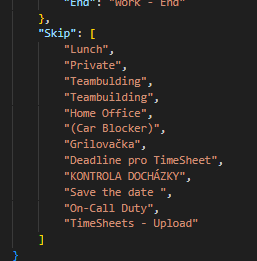 "End": "Work - End"
},
"Skip": [
"Lunch",
"Private",
"Teambulding",
"Teambuilding",
"Home Office",
"(Car Blocker)",
"Grilovačka",
"Deadline pro TimeSheet",
"KONTROLA DOCHÁZKY",
"Save the date ",
"On-Call Duty",
"TimeSheets - Upload"
]
}